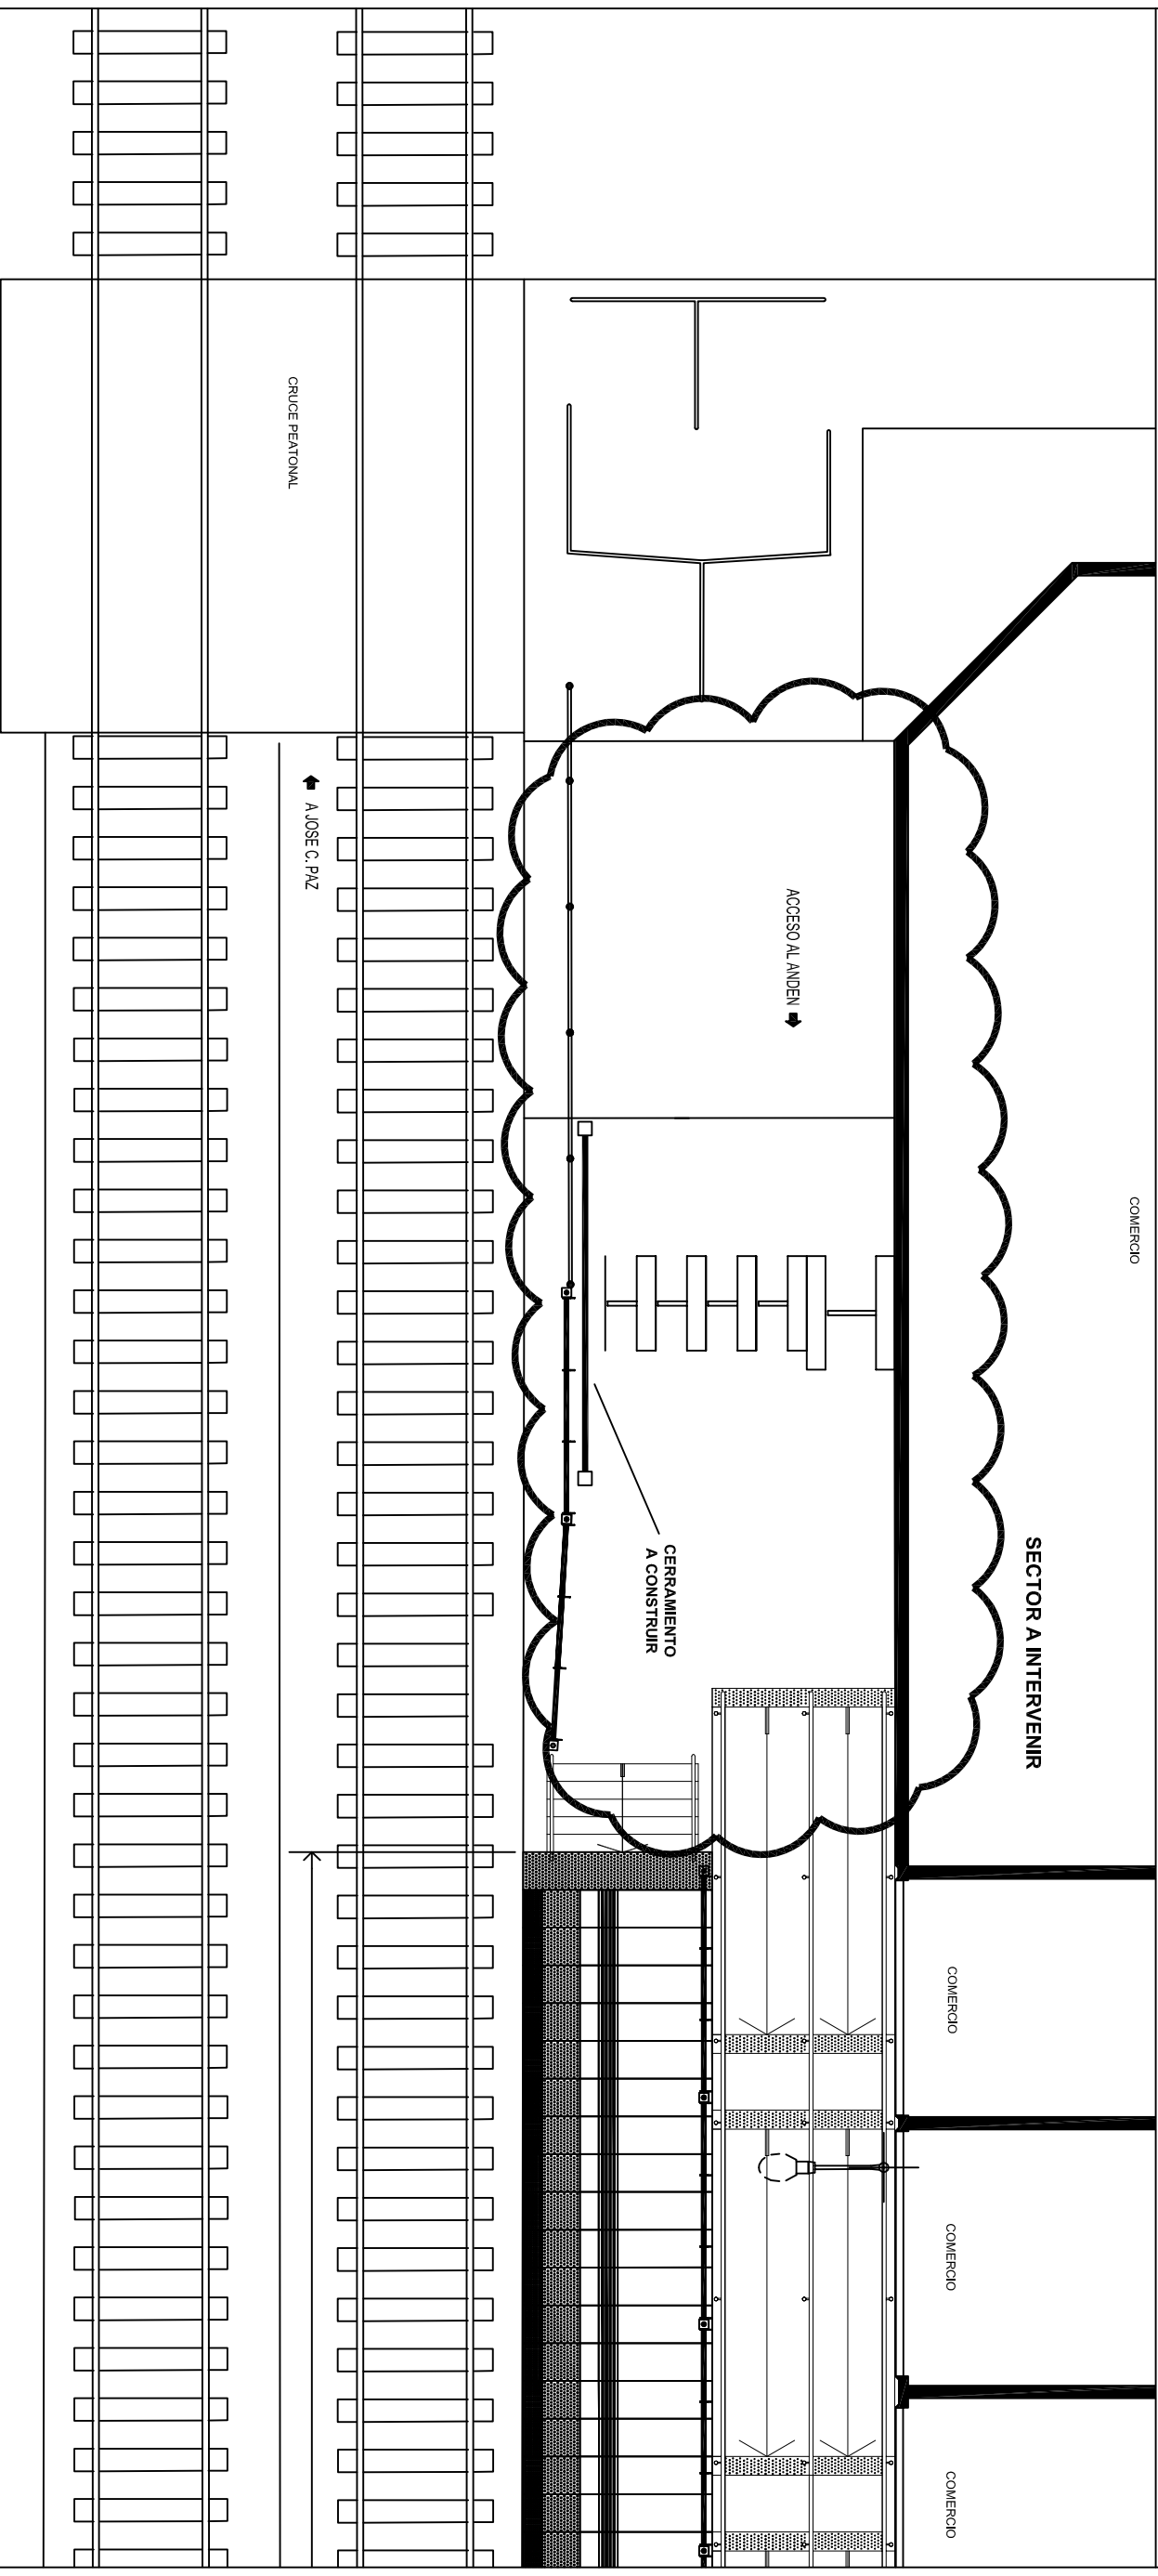 COMERCIO
SECTOR A INTERVENIR
COMERCIO
COMERCIO
COMERCIO
ACCESO AL ANDEN
CERRAMIENTO
A CONSTRUIR
A JOSE C. PAZ
CRUCE PEATONAL